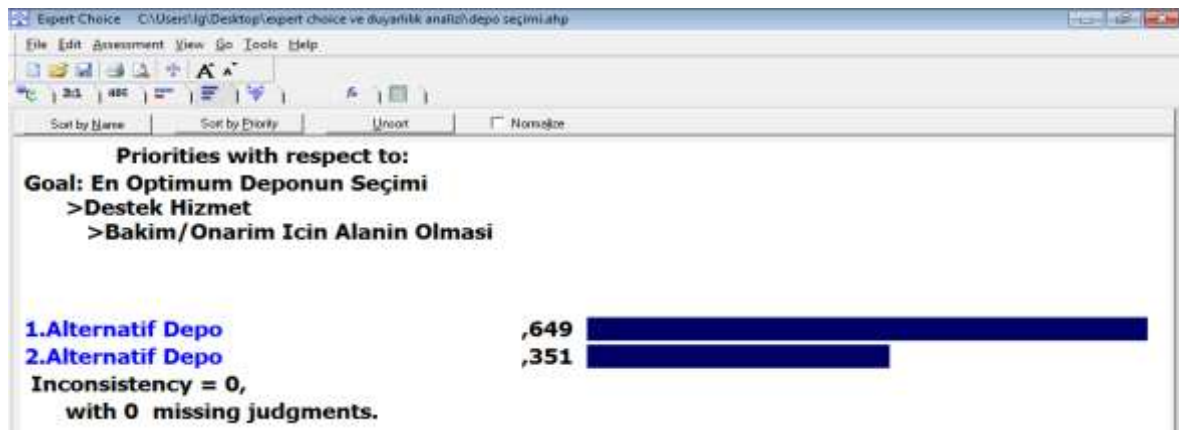 Expert Choice C:\Users\lg\Desktop\expert choice ve duyarlılık analizi\depo seçimi.ahp
File Edit Assessment View Go Tools Help
A A
3:1 ABC
Sort by Name Sort by Priority Unsort Normalize
Priorities with respect to:
Goal: En Optimum Deponun Seçimi
>Destek Hizmet
>Bakim/Onarim Icin Alanin Olmasi
1.Alternatif Depo ,649
2.Alternatif Depo ,351
Inconsistency = 0,
with 0 missing judgments.